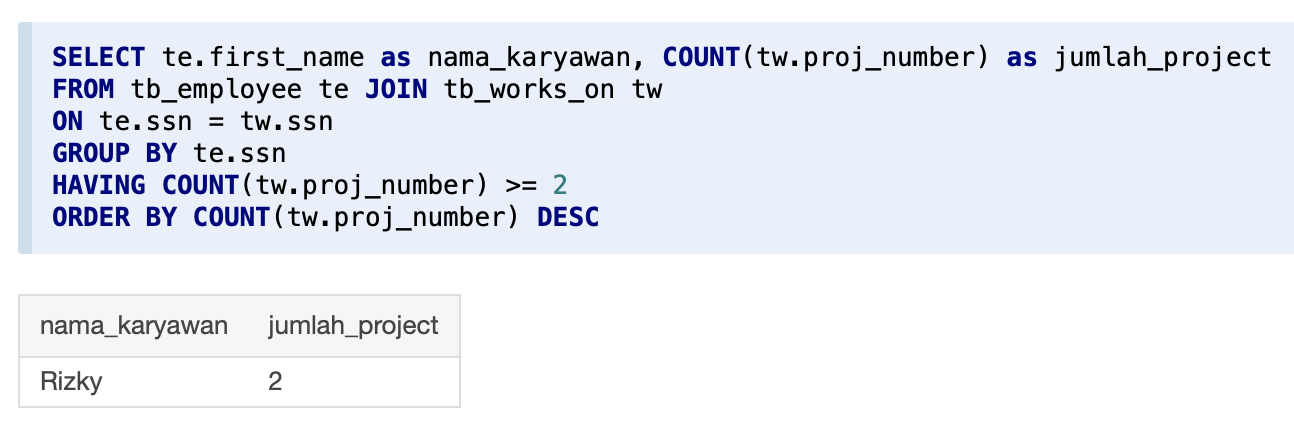 SELECT te.first_name as nama_karyawan, COUNT(tw.proj_number) as jumlah_project
FROM tb_employee te JOIN tb_works_on tw
ON te.ssn = tw.ssn
GROUP BY te.ssn
HAVING COUNT(tw.proj_number) >= 2
ORDER BY COUNT(tw.proj_number) DESC
nama_karyawan jumlah_project
Rizky 2